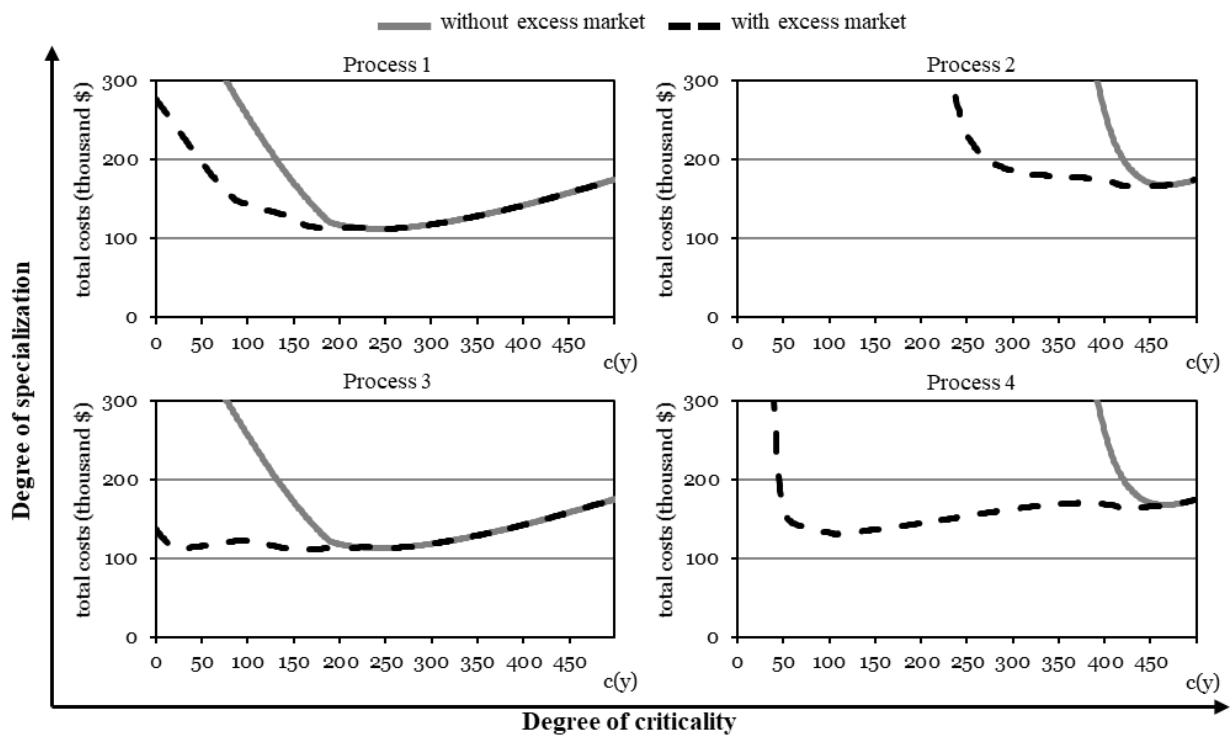 without excess market
with excess market
Process 1
Process 2
total costs (thousand $)
300
200
100
0
0 50 100 150 200 250 300 350 400 450
c(y)
total costs (thousand $)
300
200
100
0
0 50 100 150 200 250 300 350 400 450
c(y)
Process 3
Process 4
total costs (thousand $)
300
200
100
0
0 50 100 150 200 250 300 350 400 450
c(y)
total costs (thousand $)
300
200
100
0
0 50 100 150 200 250 300 350 400 450
c(y)
Degree of specialization
Degree of criticality